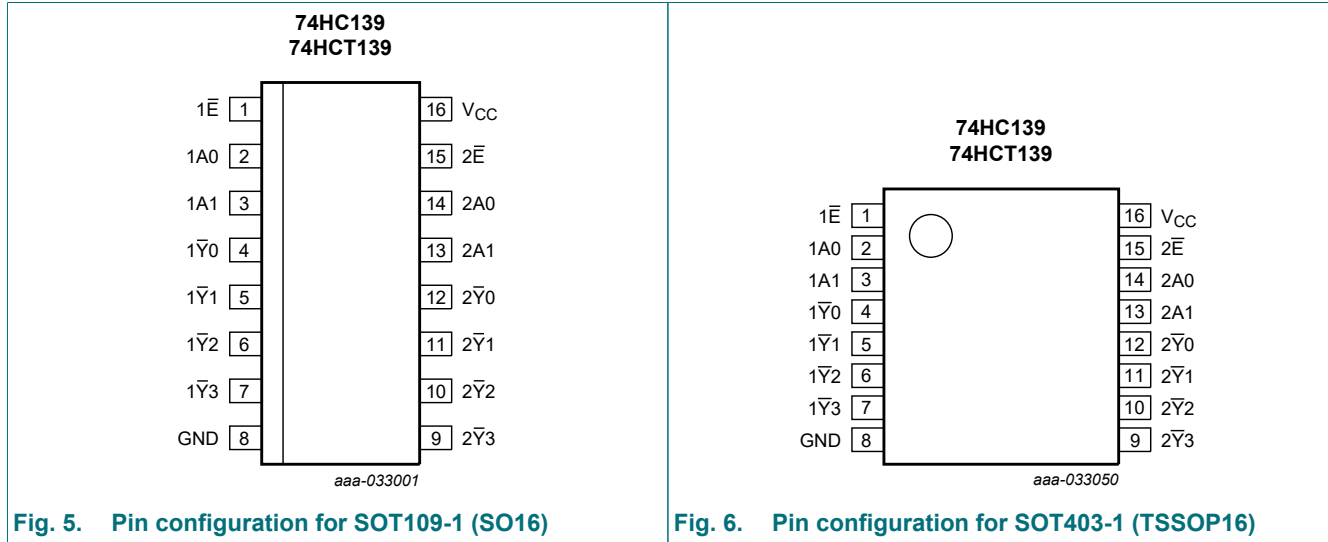 74HC139
74HCT139
1E̅ 1
1A0 2
1A1 3
1Y̅0 4
1Y̅1 5
1Y̅2 6
1Y̅3 7
GND 8
16 VCC
15 2E̅
14 2A0
13 2A1
12 2Y̅0
11 2Y̅1
10 2Y̅2
9 2Y̅3
aaa-033001
Fig. 5. Pin configuration for SOT109-1 (SO16)
74HC139
74HCT139
1E̅ 1
1A0 2
1A1 3
1Y̅0 4
1Y̅1 5
1Y̅2 6
1Y̅3 7
GND 8
16 VCC
15 2E̅
14 2A0
13 2A1
12 2Y̅0
11 2Y̅1
10 2Y̅2
9 2Y̅3
aaa-033050
Fig. 6. Pin configuration for SOT403-1 (TSSOP16)